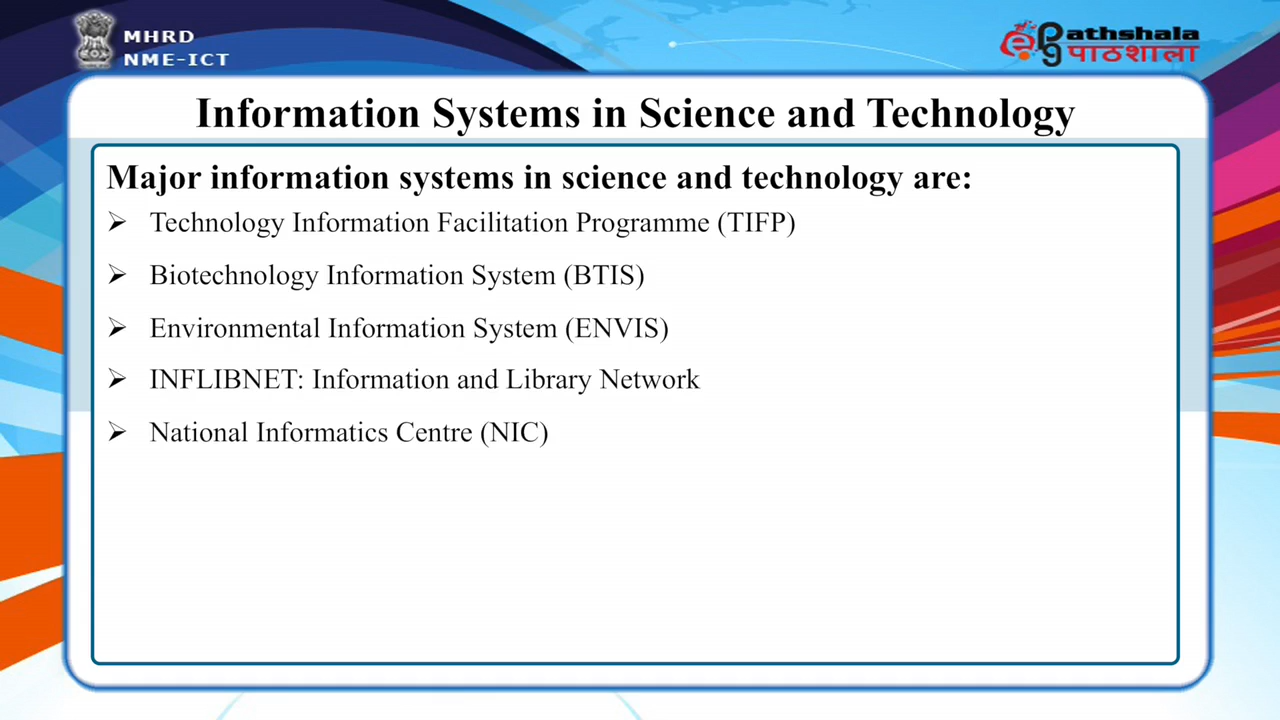 MHRD
NME-ICT
epgathshala
पाठशाला
Information Systems in Science and Technology
Major information systems in science and technology are:
➢ Technology Information Facilitation Programme (TIFP)
➢ Biotechnology Information System (BTIS)
➢ Environmental Information System (ENVIS)
➢ INFLIBNET: Information and Library Network
➢ National Informatics Centre (NIC)